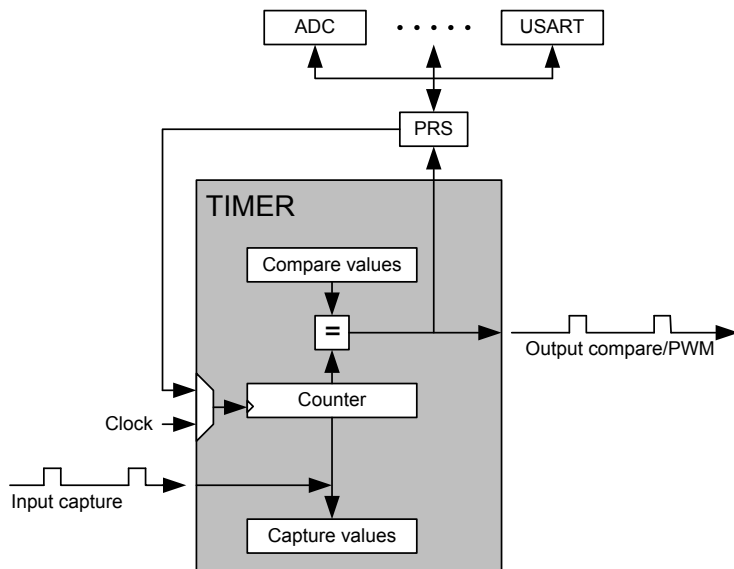 ADC
. . . . .
USART
PRS
TIMER
Compare values
=
Output compare/PWM
Counter
Clock
Input capture
Capture values